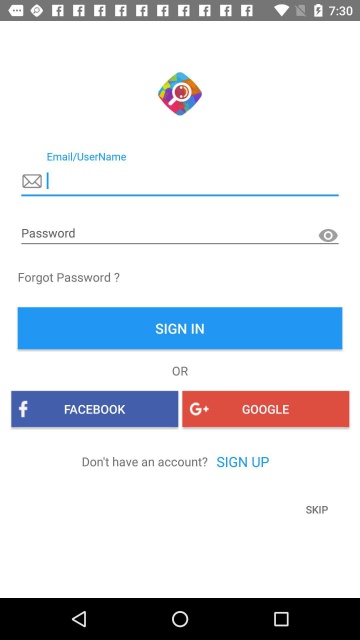 7:30
Email/UserName
Password
Forgot Password ?
SIGN IN
OR
f FACEBOOK
G+ GOOGLE
Don't have an account? SIGN UP
SKIP